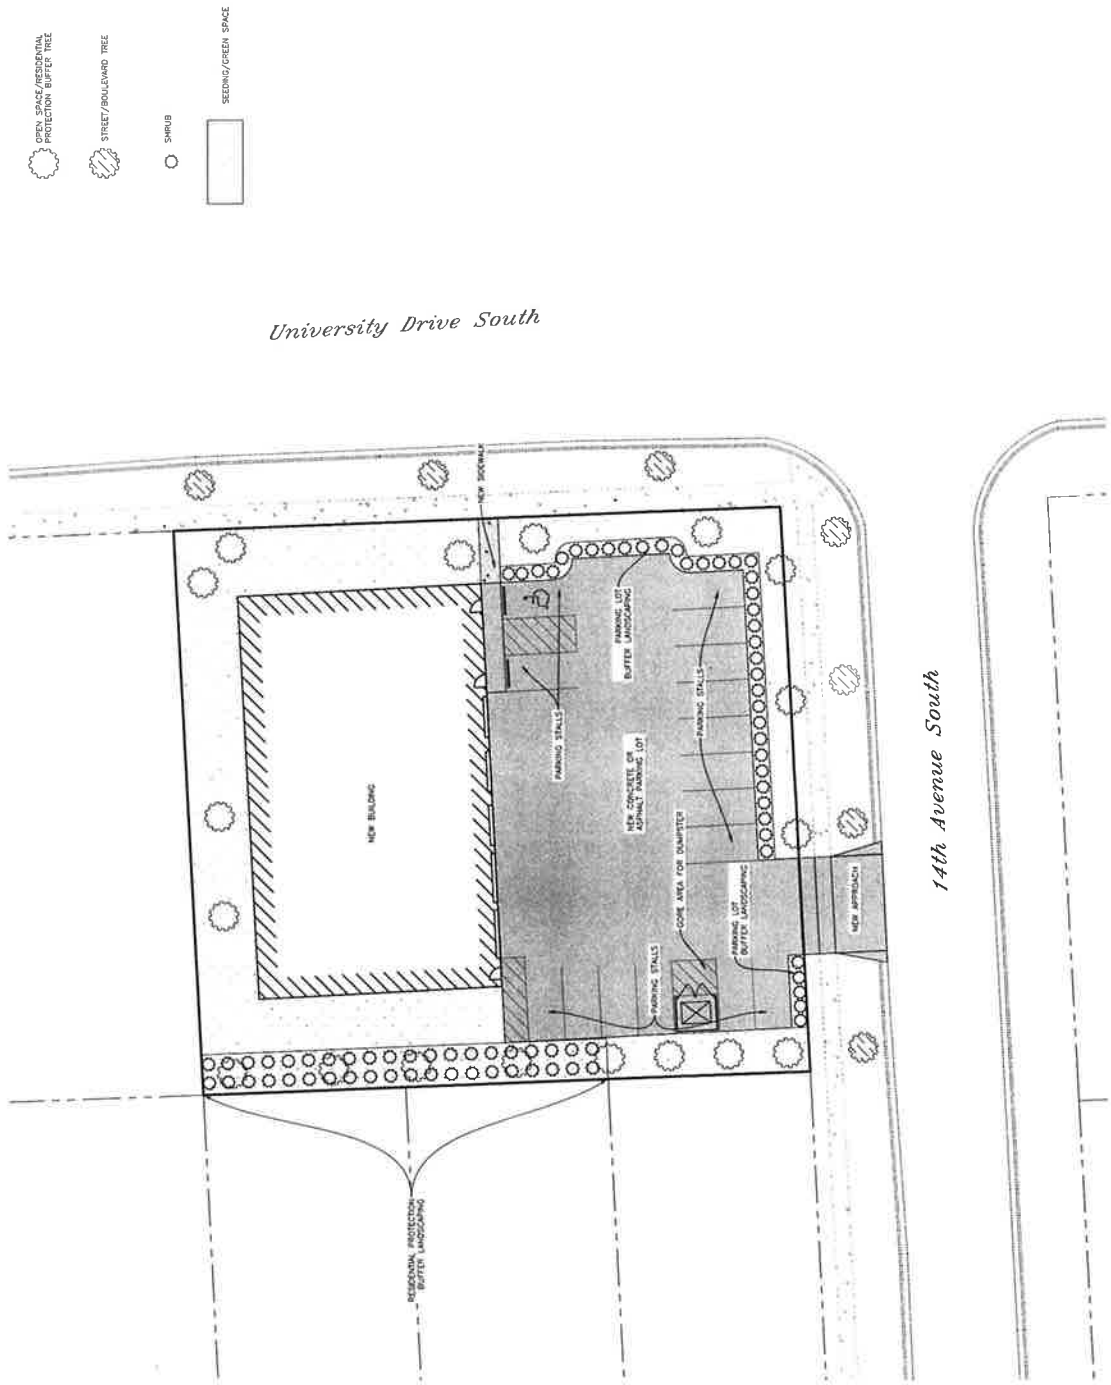 OPEN SPACE/RESIDENTIAL
PROTECTION BUFFER TREE
STREET/BOULEVARD TREE
SHRUB
SEEDING/GREEN SPACE
University Drive South
NEW SIDEWALK
PARKING LOT
BUFFER LANDSCAPING
PARKING STALLS
PARKING STALLS
NEW CONCRETE OR
ASPHALT PARKING LOT
NEW BUILDING
GORE AREA FOR DUMPSTER
PARKING LOT
BUFFER LANDSCAPING
NEW APPROACH
PARKING STALLS
14th Avenue South
RESIDENTIAL PROTECTION
BUFFER LANDSCAPING